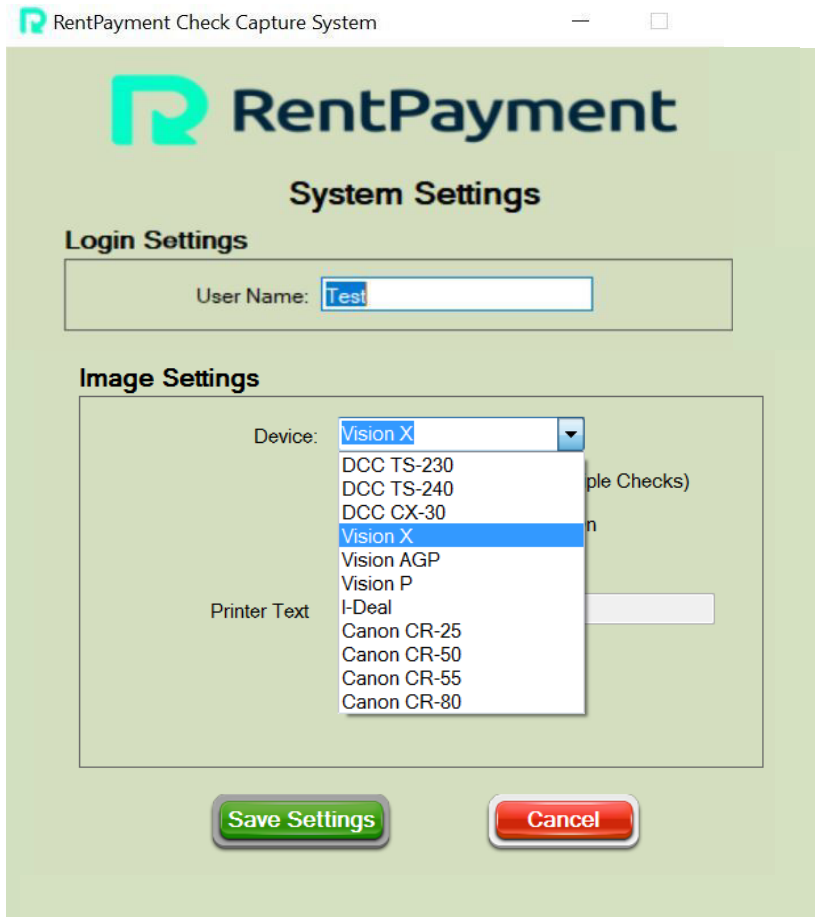 RentPayment Check Capture System
RentPayment
System Settings
Login Settings
User Name: Test
Image Settings
Device: Vision X
DCC TS-230
DCC TS-240
DCC CX-30
Vision X
Vision AGP
Vision P
I-Deal
Canon CR-25
Canon CR-50
Canon CR-55
Canon CR-80
ple Checks)
n
Printer Text
Save Settings
Cancel